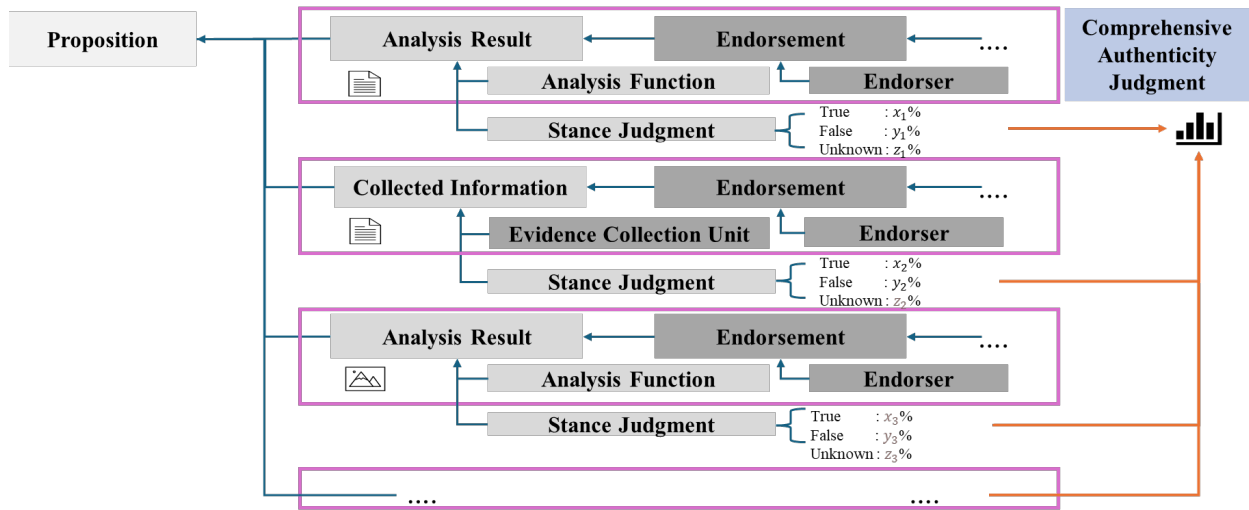 Proposition
Analysis Result
Endorsement
....
Analysis Function
Endorser
Stance Judgment
True : x₁%
False : y₁%
Unknown : z₁%
Comprehensive
Authenticity
Judgment
Collected Information
Endorsement
....
Evidence Collection Unit
Endorser
Stance Judgment
True : x₂%
False : y₂%
Unknown : z₂%
Analysis Result
Endorsement
....
Analysis Function
Endorser
Stance Judgment
True : x₃%
False : y₃%
Unknown : z₃%
.... ....